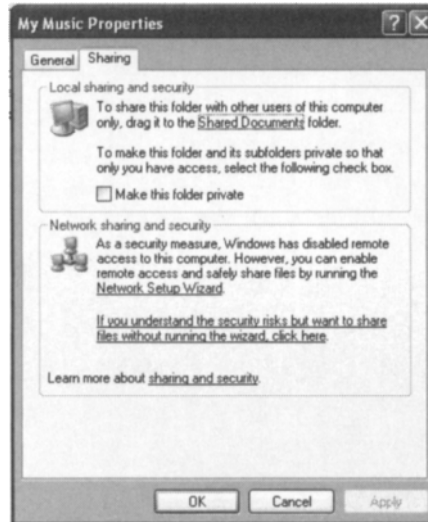 My Music Properties
General Sharing
Local sharing and security
To share this folder with other users of this computer
only, drag it to the Shared Documents folder.
To make this folder and its subfolders private so that
only you have access, select the following check box.
Make this folder private
Network sharing and security
As a security measure, Windows has disabled remote
access to this computer. However, you can enable
remote access and safely share files by running the
Network Setup Wizard.
If you understand the security risks but want to share
files without running the wizard, click here.
Learn more about sharing and security.
OK Cancel Apply